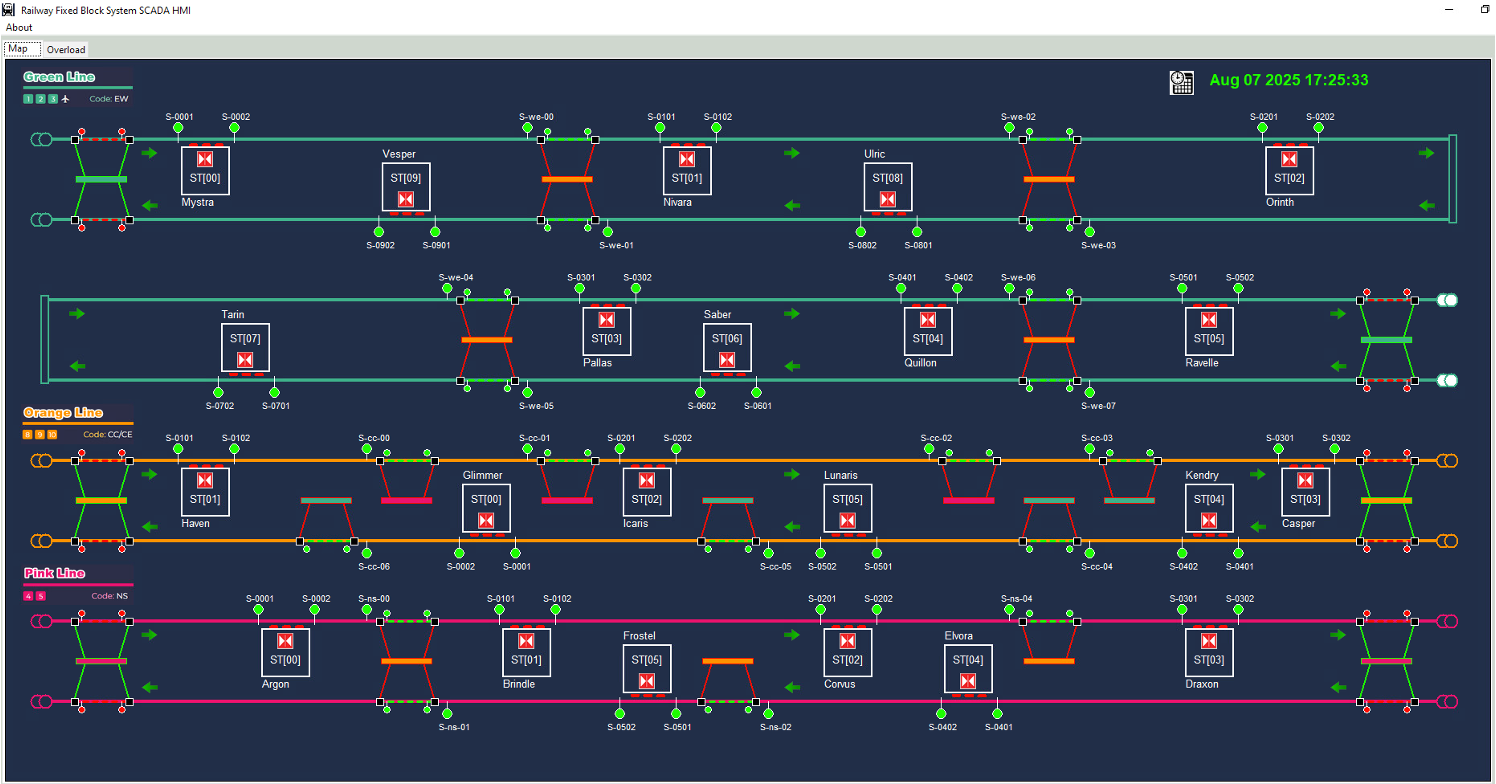 Railway Fixed Block System SCADA HMI
About
Map Overload
Green Line
1 2 3 Code: EW
Aug 07 2025 17:25:33
S-0001 S-0002 S-we-00 S-0101 S-0102 S-we-02 S-0201 S-0202
Vesper Ulric
ST[00] ST[09] ST[01] ST[08] ST[02]
Mystra Nivara Orinth
S-0902 S-0901 S-we-01 S-0802 S-0801 S-we-03
S-we-04 S-0301 S-0302 S-0401 S-0402 S-we-06 S-0501 S-0502
Tarin Saber
ST[07] ST[03] ST[06] ST[04] ST[05]
Pallas Quillon Ravelle
S-0702 S-0701 S-we-05 S-0602 S-0601 S-we-07
Orange Line
8 9 10 Code: CC/CE
S-0101 S-0102 S-cc-00 S-cc-01 S-0201 S-0202 S-cc-02 S-cc-03 S-0301 S-0302
Glimmer Lunaris Kendry
ST[01] ST[00] ST[02] ST[05] ST[04] ST[03]
Haven Icaris Casper
S-cc-06 S-0002 S-0001 S-cc-05 S-0502 S-0501 S-cc-04 S-0402 S-0401
Pink Line
4 5 Code: NS
S-0001 S-0002 S-ns-00 S-0101 S-0102 S-0201 S-0202 S-ns-04 S-0301 S-0302
Frostel Elvora
ST[00] ST[01] ST[05] ST[02] ST[04] ST[03]
Argon Brindle Corvus Draxon
S-ns-01 S-0502 S-0501 S-ns-02 S-0402 S-0401